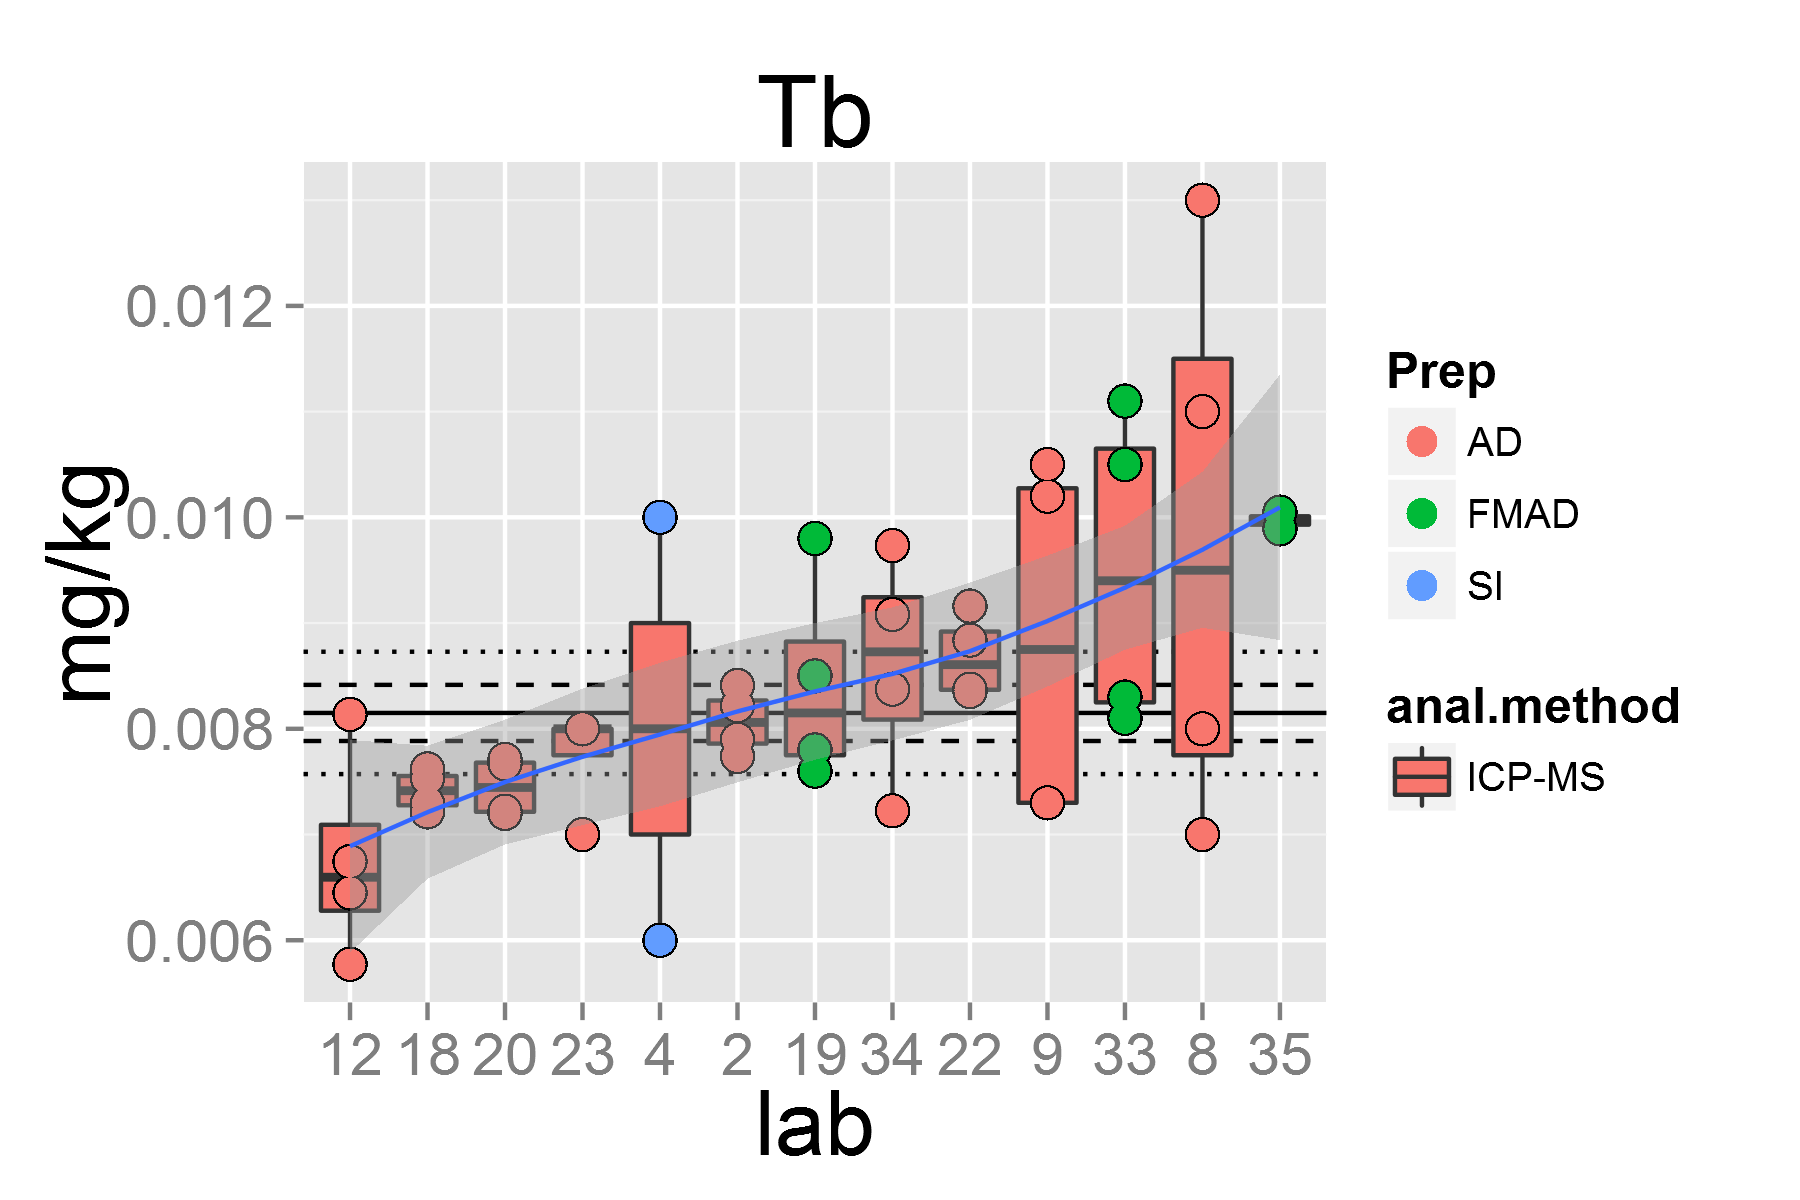 Tb
mg/kg
0.012
0.010
0.008
0.006
12 18 20 23 4 2 19 34 22 9 33 8 35
lab
Prep
AD
FMAD
SI
anal.method
ICP-MS